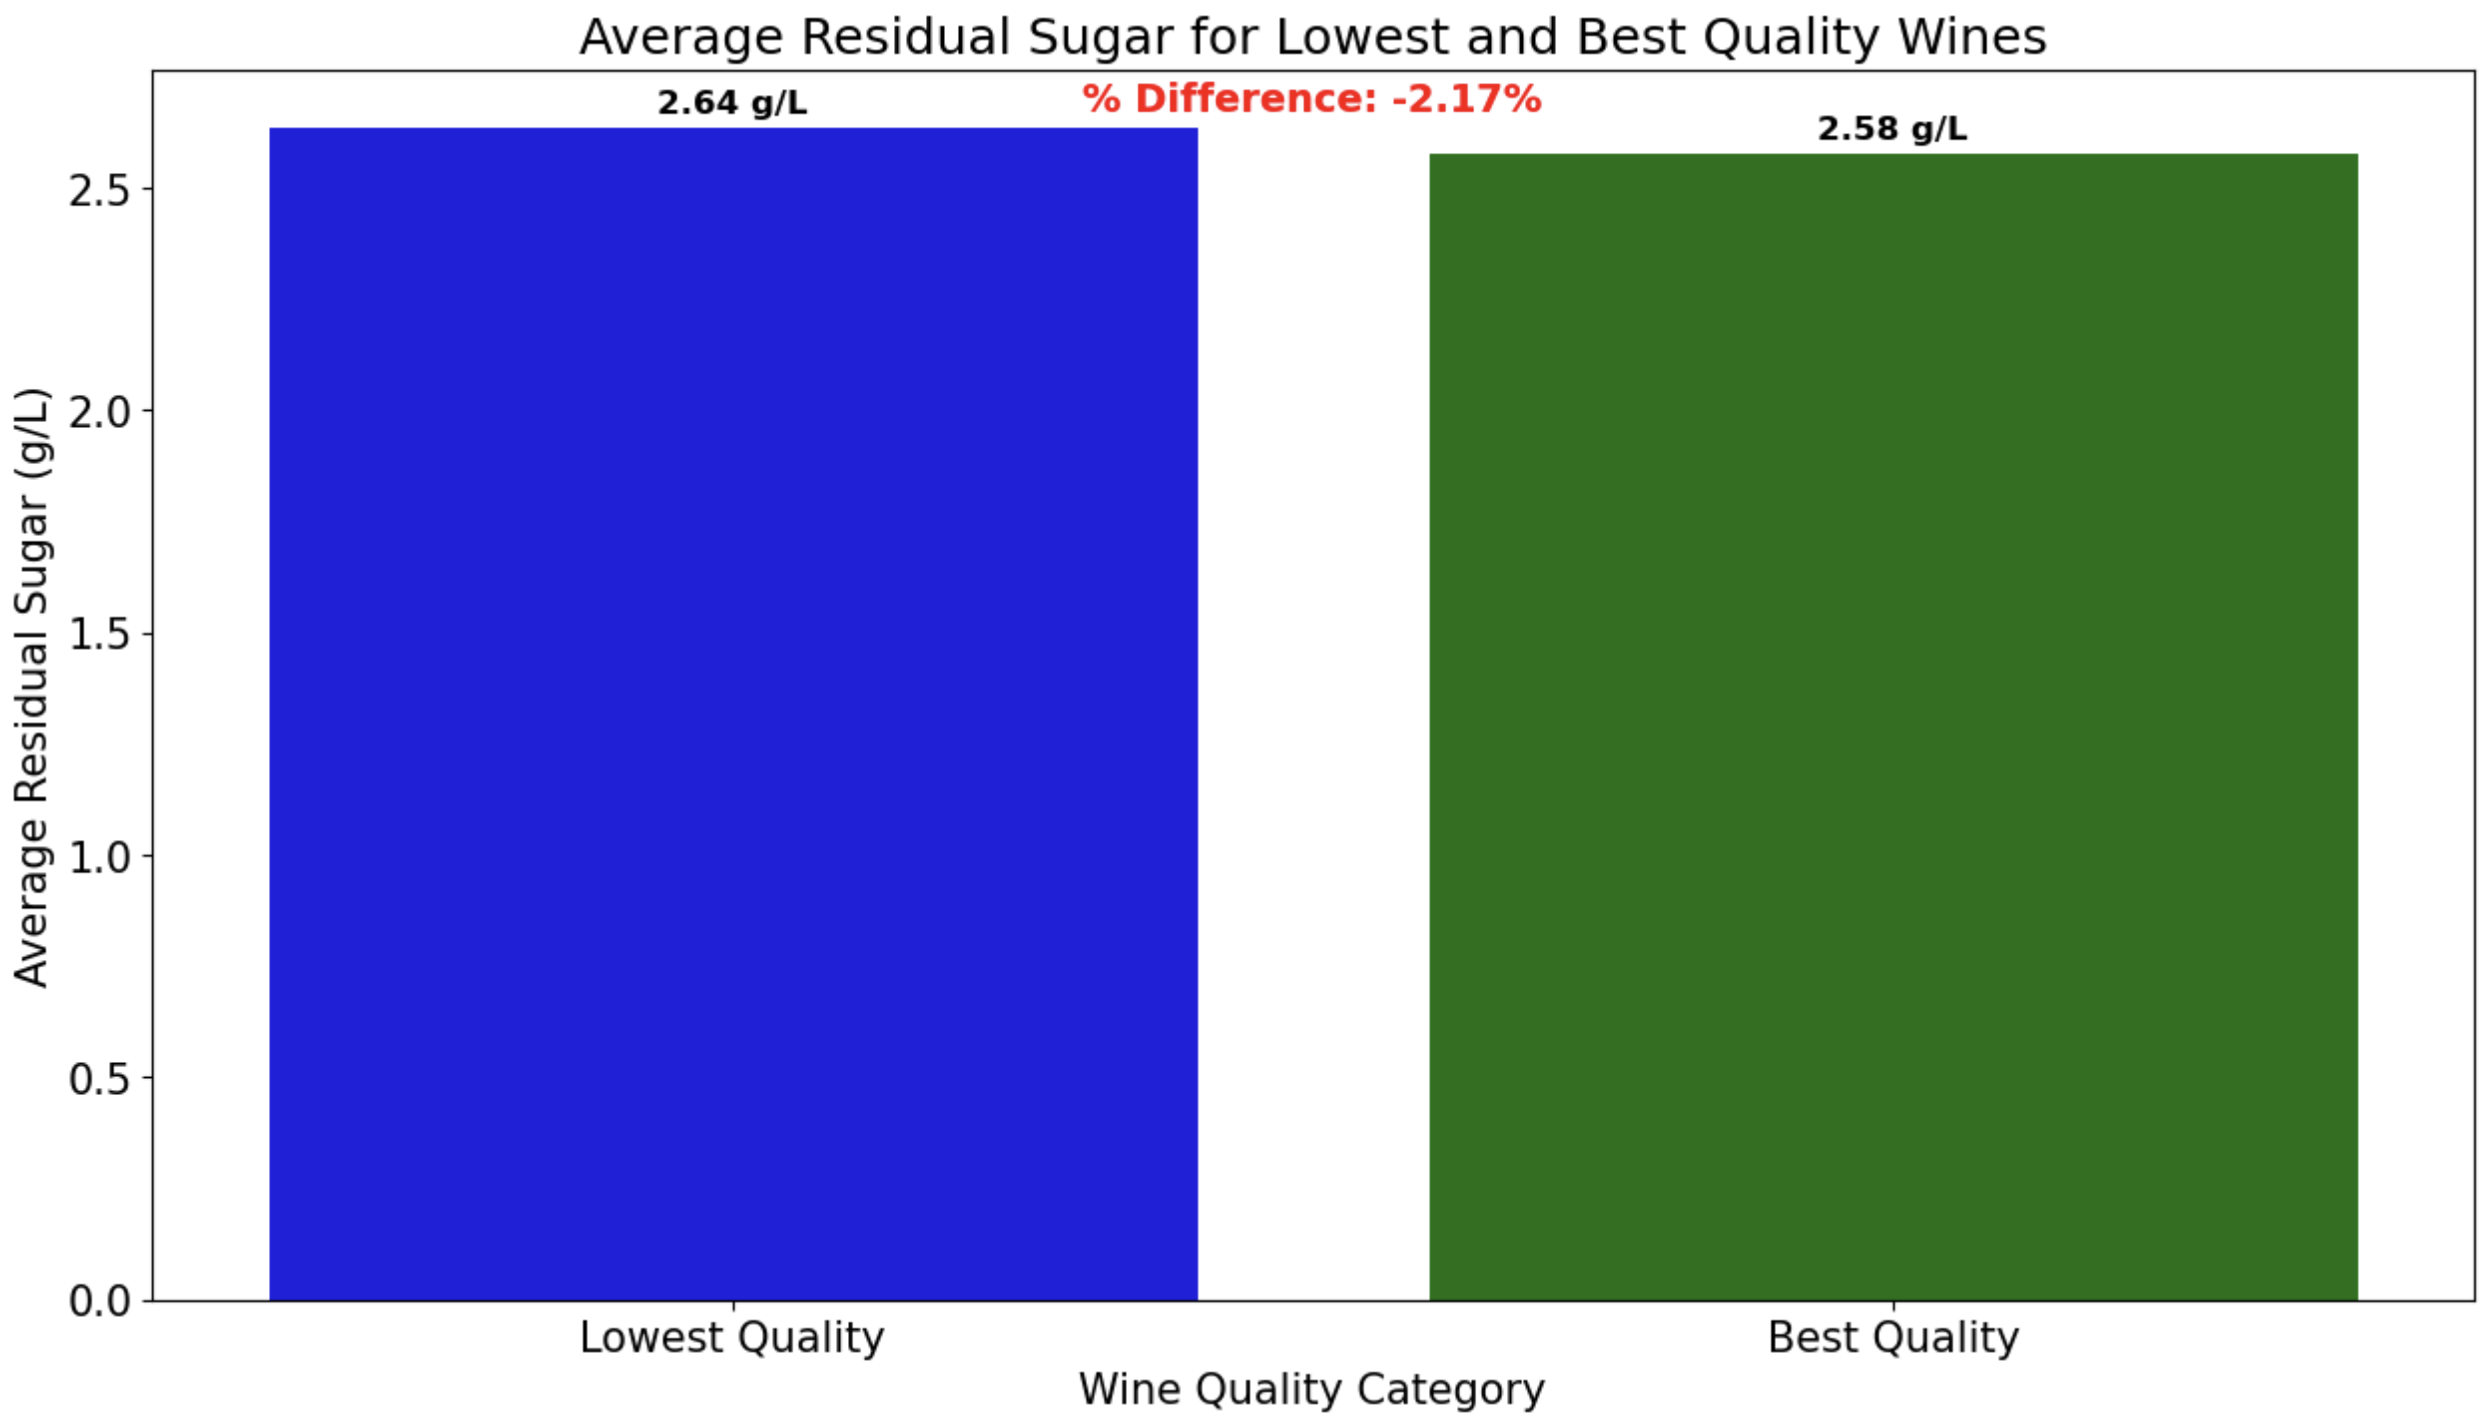 Average Residual Sugar for Lowest and Best Quality Wines
2.64 g/L
% Difference: -2.17%
2.58 g/L
Average Residual Sugar (g/L)
2.5
2.0
1.5
1.0
0.5
0.0
Lowest Quality
Best Quality
Wine Quality Category